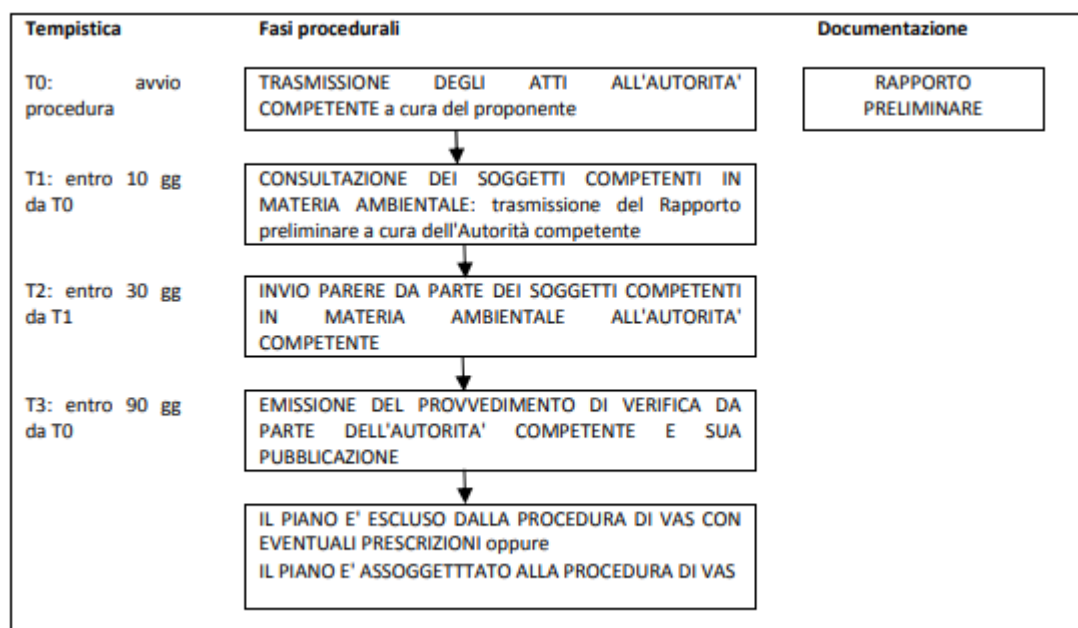 Tempistica Fasi procedurali Documentazione
T0: avvio
procedura
TRASMISSIONE DEGLI ATTI ALL'AUTORITA'
COMPETENTE a cura del proponente
RAPPORTO
PRELIMINARE
T1: entro 10 gg
da T0
CONSULTAZIONE DEI SOGGETTI COMPETENTI IN
MATERIA AMBIENTALE: trasmissione del Rapporto
preliminare a cura dell'Autorità competente
T2: entro 30 gg
da T1
INVIO PARERE DA PARTE DEI SOGGETTI COMPETENTI
IN MATERIA AMBIENTALE ALL'AUTORITA'
COMPETENTE
T3: entro 90 gg
da T0
EMISSIONE DEL PROVVEDIMENTO DI VERIFICA DA
PARTE DELL'AUTORITA' COMPETENTE E SUA
PUBBLICAZIONE
IL PIANO E' ESCLUSO DALLA PROCEDURA DI VAS CON
EVENTUALI PRESCRIZIONI oppure
IL PIANO E' ASSOGGETTTATO ALLA PROCEDURA DI VAS